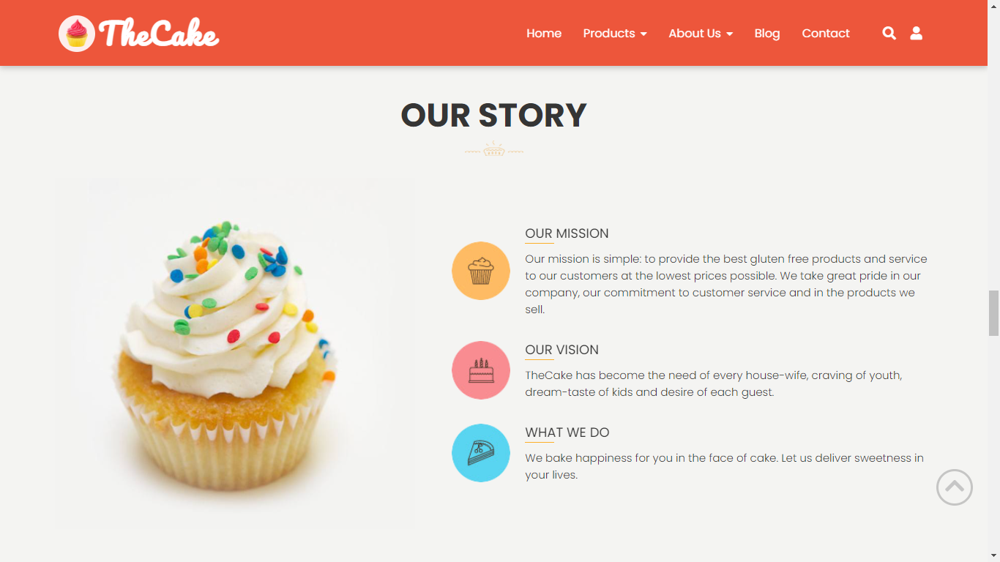 TheCake
Home Products About Us Blog Contact
OUR STORY
OUR MISSION
Our mission is simple: to provide the best gluten free products and service
to our customers at the lowest prices possible. We take great pride in our
company, our commitment to customer service and in the products we
sell.
OUR VISION
TheCake has become the need of every house-wife, craving of youth,
dream-taste of kids and desire of each guest.
WHAT WE DO
We bake happiness for you in the face of cake. Let us deliver sweetness in
your lives.